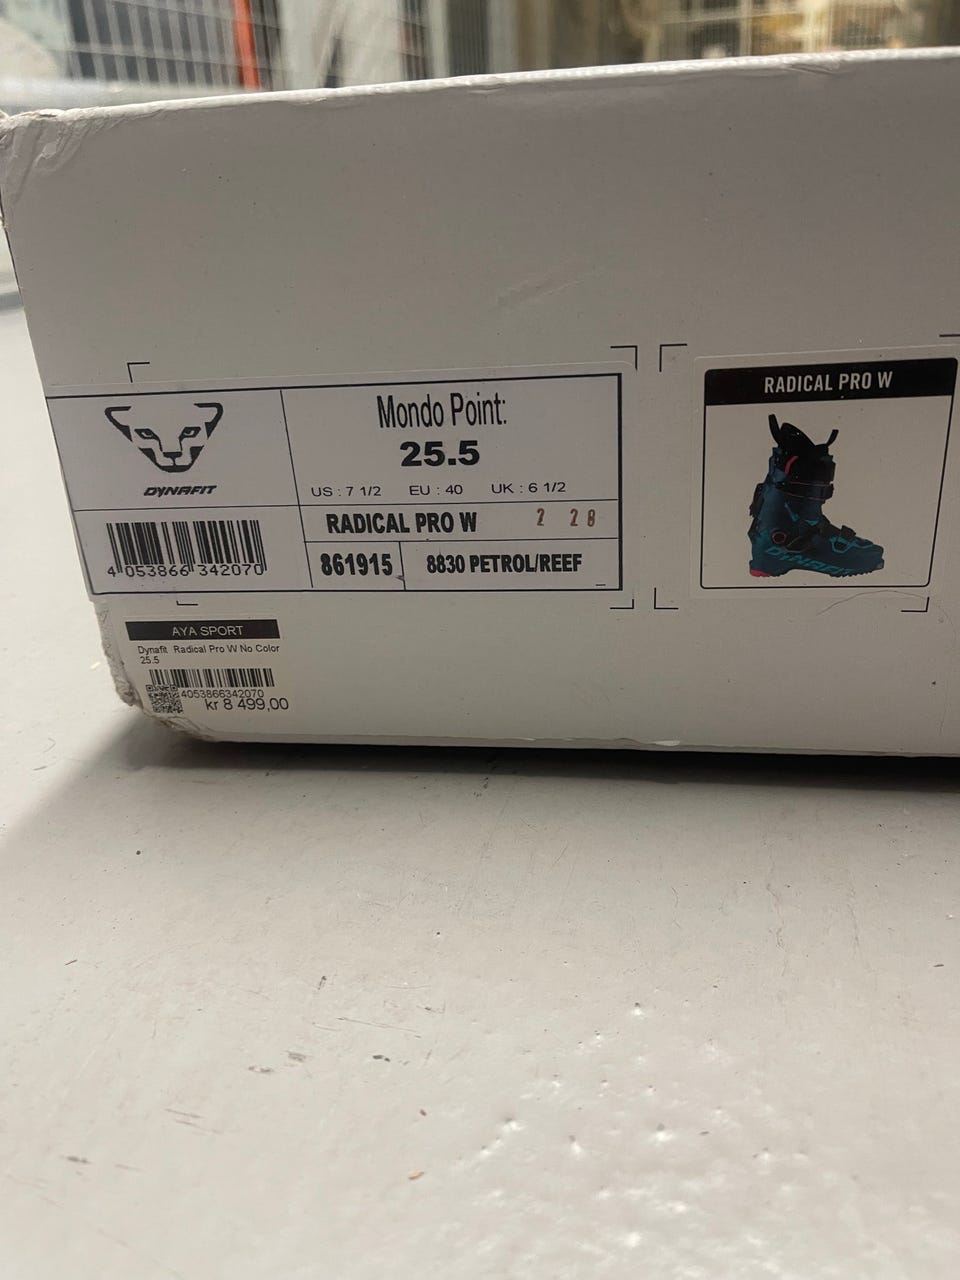 DYNAFIT
4 053866 342070
Mondo Point:
25.5
US : 7 1/2 EU : 40 UK : 6 1/2
RADICAL PRO W 2 28
861915 8830 PETROL/REEF
RADICAL PRO W
DYNAFIT
AYA SPORT
Dynafit Radical Pro W No Color
25.5
4053866342070
kr 8 499,00